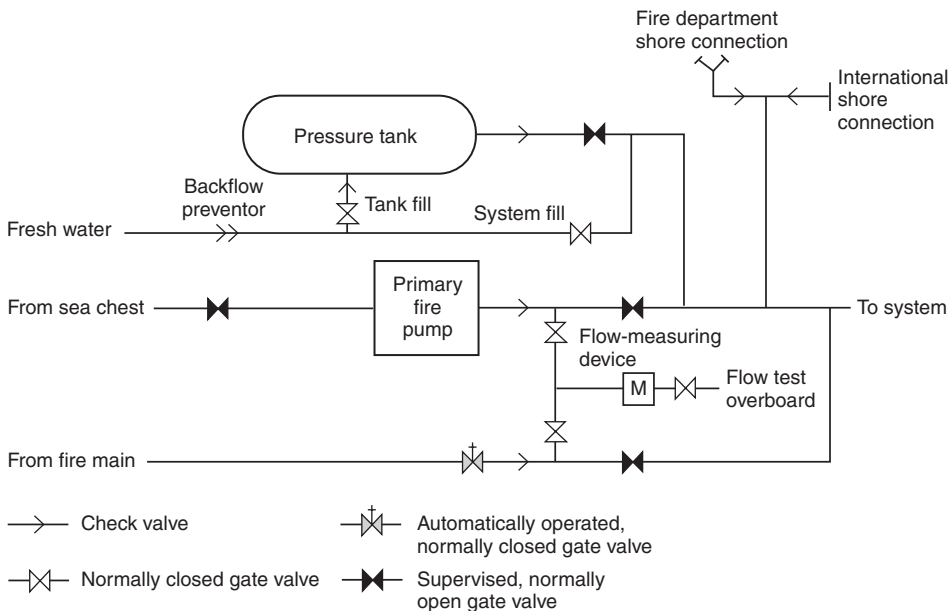 Fire department
shore connection
International
shore
connection
Pressure tank
Backflow
preventor
Tank fill
System fill
Fresh water
Primary
fire
pump
From sea chest
To system
Flow-measuring
device
M
Flow test
overboard
From fire main
Check valve
Automatically operated,
normally closed gate valve
Normally closed gate valve
Supervised, normally
open gate valve